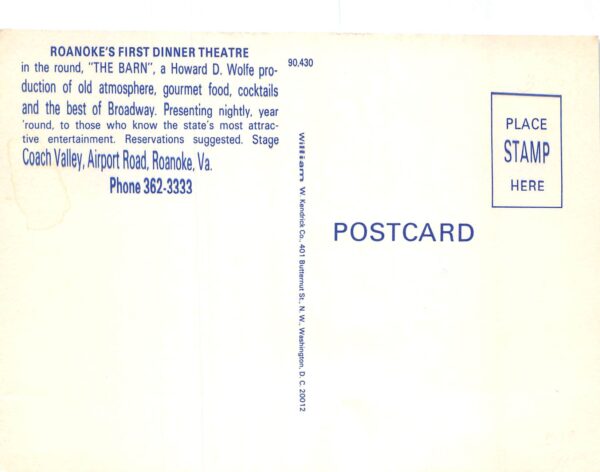 ROANOKE'S FIRST DINNER THEATRE
in the round, "THE BARN", a Howard D. Wolfe pro-
duction of old atmosphere, gourmet food, cocktails
and the best of Broadway. Presenting nightly, year
'round, to those who know the state's most attrac-
tive entertainment. Reservations suggested. Stage
Coach Valley, Airport Road, Roanoke, Va.
Phone 362-3333
90,430
William W. Kendrick Co., 401 Butternut St., N. W., Washington, D. C. 20012
PLACE
STAMP
HERE
POSTCARD